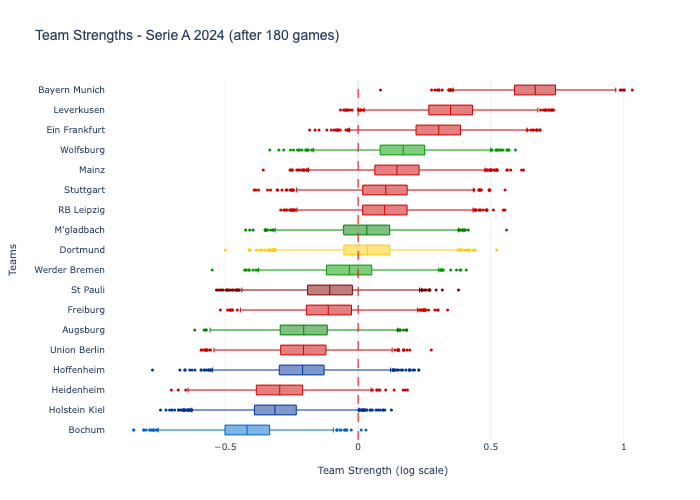 Team Strengths - Serie A 2024 (after 180 games)
Bayern Munich
Leverkusen
Ein Frankfurt
Wolfsburg
Mainz
Stuttgart
RB Leipzig
M'gladbach
Dortmund
Werder Bremen
St Pauli
Freiburg
Augsburg
Union Berlin
Hoffenheim
Heidenheim
Holstein Kiel
Bochum
Teams
−0.5 0 0.5 1
Team Strength (log scale)